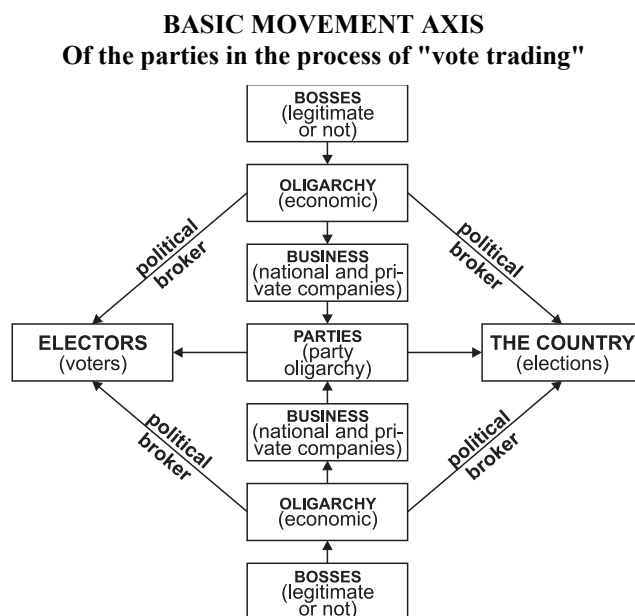 BASIC MOVEMENT AXIS
Of the parties in the process of "vote trading"
BOSSES
(legitimate
or not)
OLIGARCHY
(economic)
political
broker
political
broker
BUSINESS
(national and pri-
vate companies)
ELECTORS
(voters)
PARTIES
(party
oligarchy)
THE COUNTRY
(elections)
BUSINESS
(national and pri-
vate companies)
political
broker
political
broker
OLIGARCHY
(economic)
BOSSES
(legitimate
or not)